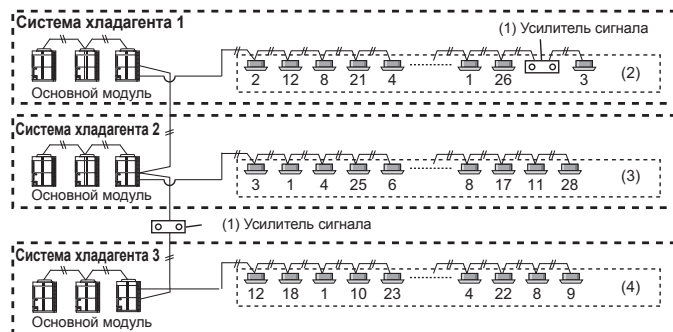 Система хладагента 1
(1) Усилитель сигнала
2 12 8 21 4 1 26 3 (2)
Основной модуль
Система хладагента 2
3 1 4 25 6 8 17 11 28 (3)
Основной модуль
(1) Усилитель сигнала
Система хладагента 3
12 18 1 10 23 4 22 8 9 (4)
Основной модуль